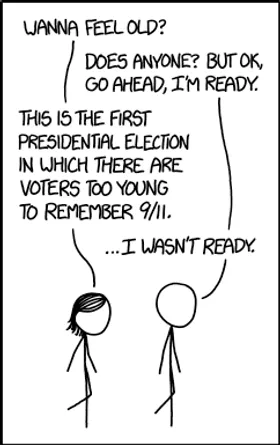 WANNA FEEL OLD?
DOES ANYONE? BUT OK,
GO AHEAD, I'M READY.
THIS IS THE FIRST
PRESIDENTIAL ELECTION
IN WHICH THERE ARE
VOTERS TOO YOUNG
TO REMEMBER 9/11.
...I WASN'T READY.